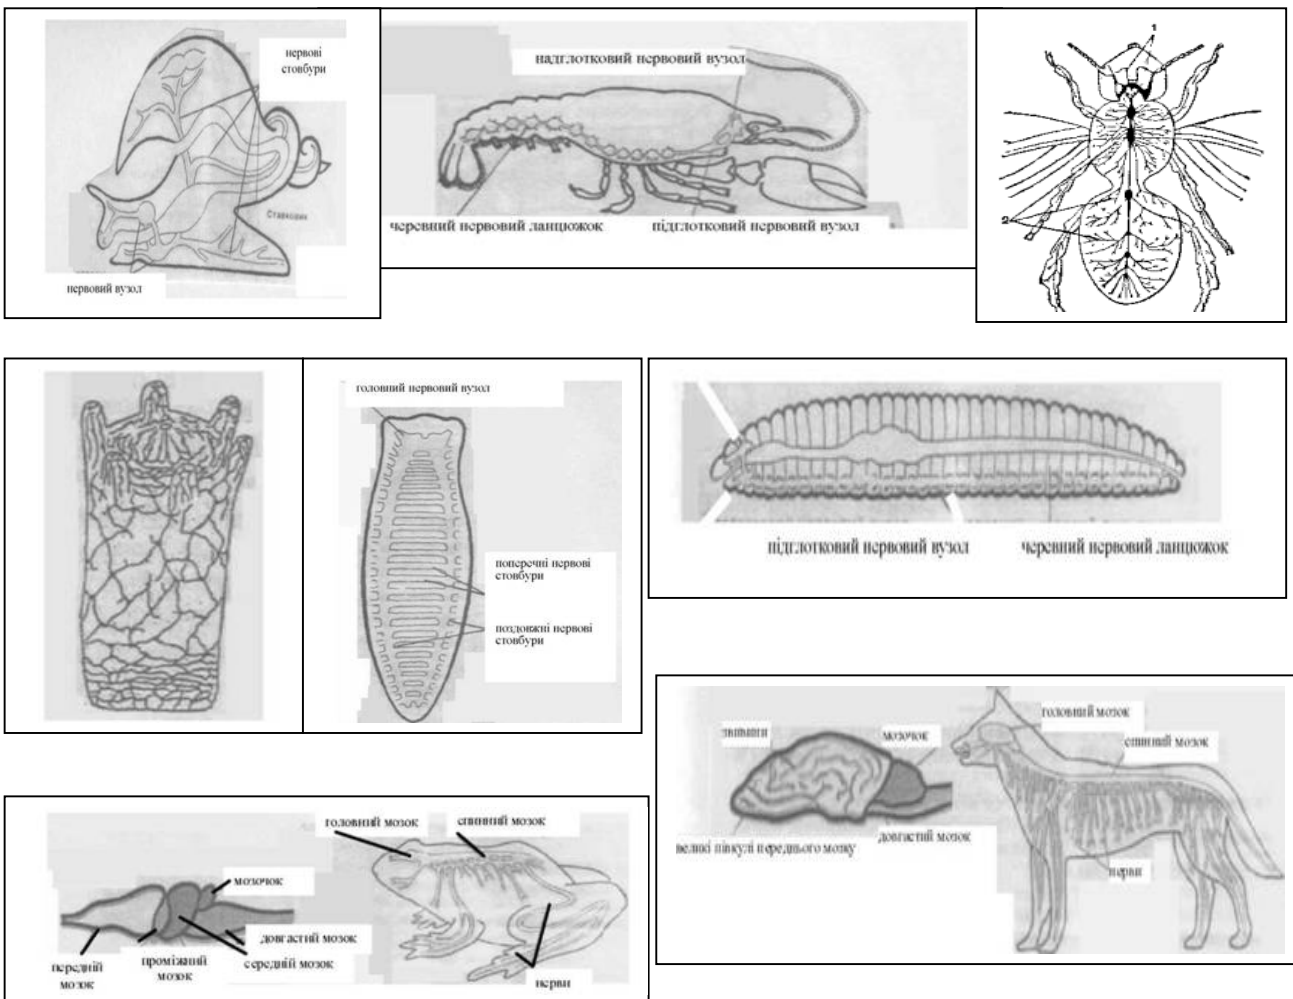 нервові
стовбури
Ставковик
нервовий вузол
надглотковий нервовий вузол
черевний нервовий ланцюжок
підглотковий нервовий вузол
1
2
головний нервовий вузол
поперечні нервові
стовбури
поздовжні нервові
стовбури
підглотковий нервовий вузол
черевний нервовий ланцюжок
головний мозок
спинний мозок
мозочок
довгастий мозок
середній мозок
проміжний
мозок
передній
мозок
нерви
звивини
мозочок
довгастий мозок
великі півкулі переднього мозку
головний мозок
спинний мозок
нерви